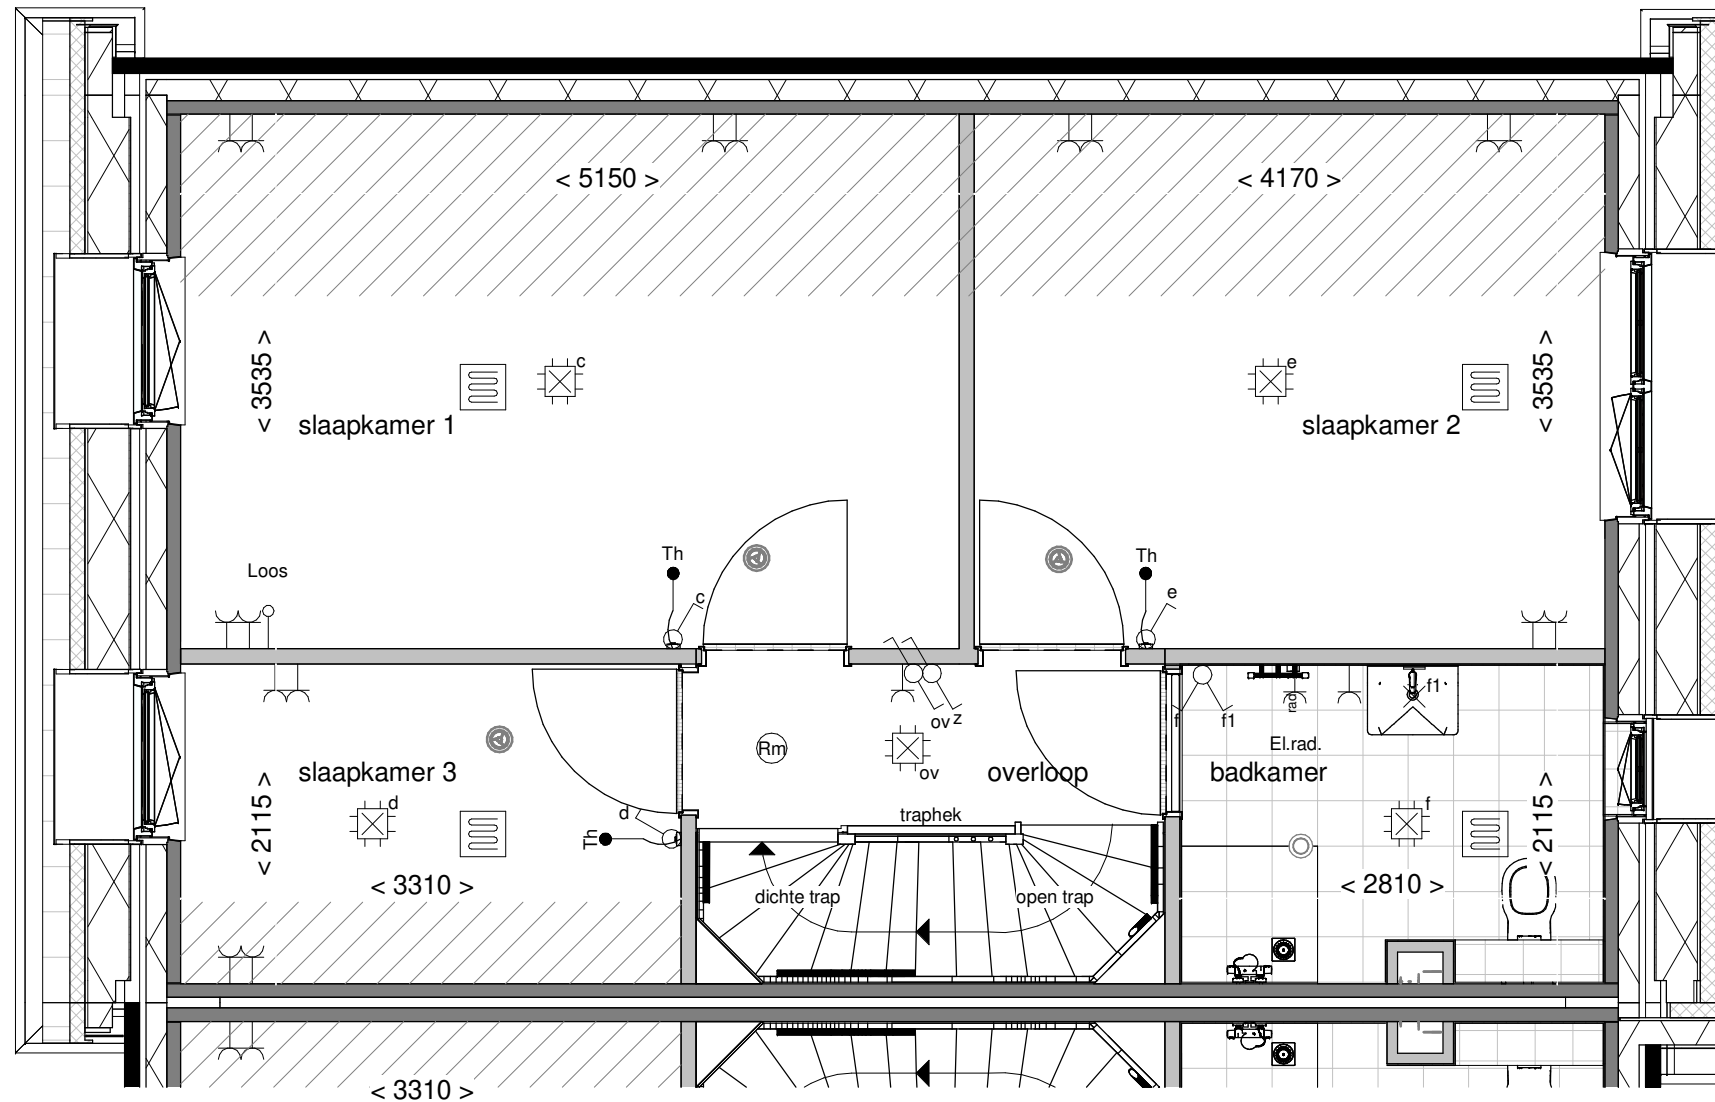 < 5150 >
< 4170 >
< 3535 >
c
slaapkamer 1
e
< 3535 >
slaapkamer 2
Loos
Th
c
Th
e
ov
z
f
f1
rad
f1
Rm
ov
El.rad.
slaapkamer 3
overloop
badkamer
< 2115 >
d
d
Th
traphek
f
< 2115 >
< 3310 >
dichte trap
open trap
< 2810 >
< 3310 >